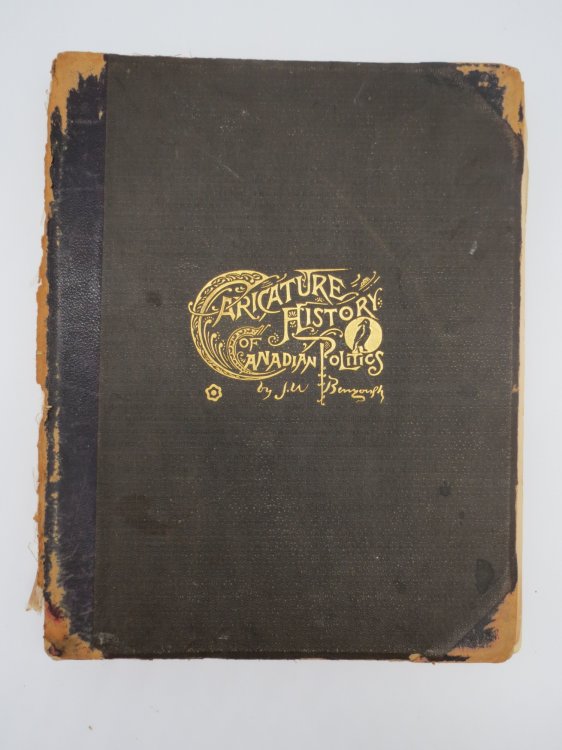 CARICATURE
HISTORY
OF
CANADIAN POLITICS
by J.W Bengough